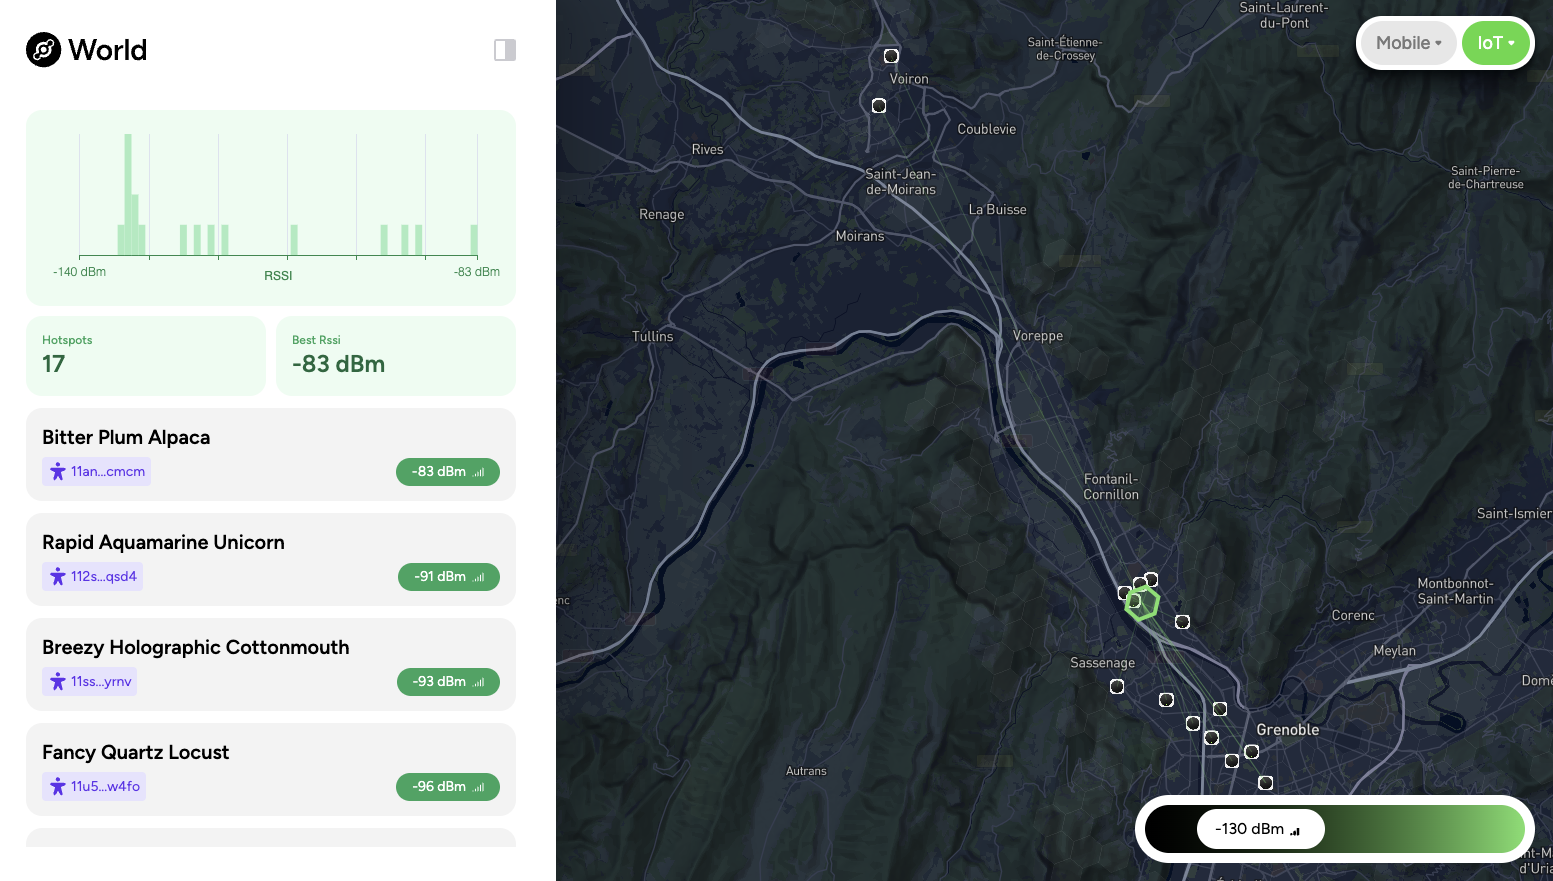 World
-140 dBm
RSSI
-83 dBm
Hotspots
17
Best Rssi
-83 dBm
Bitter Plum Alpaca
11an...cmcm
-83 dBm
Rapid Aquamarine Unicorn
112s...qsd4
-91 dBm
Breezy Holographic Cottonmouth
11ss...yrnv
-93 dBm
Fancy Quartz Locust
11u5...w4fo
-96 dBm
Mobile
IoT
Saint-Laurent-
du-Pont
Saint-Étienne-
de-Crossey
Voiron
Coublevie
Rives
Saint-Jean-
de-Moirans
Saint-Pierre-
de-Chartreuse
Renage
La Buisse
Moirans
Tullins
Voreppe
Fontanil-
Cornillon
Saint-Ismier
Montbonnot-
Saint-Martin
enc
Corenc
Meylan
Sassenage
Domè
Grenoble
Autrans
-130 dBm
nt-Ma
d'Uria